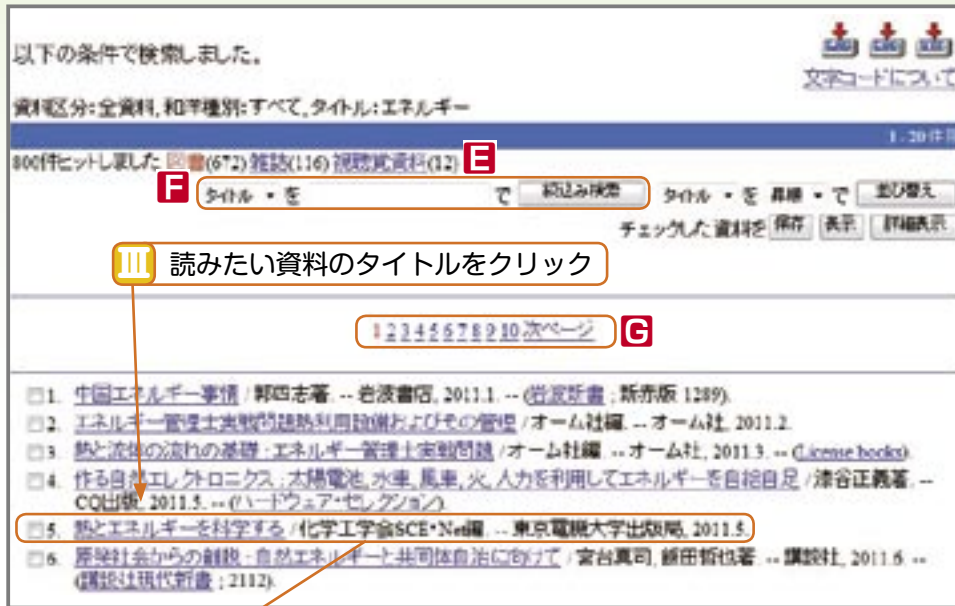 以下の条件で検索しました。
文字コードについて
資料区分:全資料, 和洋種別:すべて, タイトル:エネルギー
1-20件目
800件ヒットしました 図書(672) 雑誌(116) 視聴覚資料(12) E
F タイトル を で 絞込み検索 タイトル を 昇順 で 並び替え
チェックした資料を 保存 表示 詳細表示
III 読みたい資料のタイトルをクリック
1 2 3 4 5 6 7 8 9 10 次ページ G
1. 中国エネルギー事情 / 郭四志著. -- 岩波書店, 2011.1. -- (岩波新書 ; 新赤版 1289).
2. エネルギー管理士実戦問題熱利用設備およびその管理 / オーム社編. -- オーム社, 2011.2.
3. 熱と流体の流れの基礎 : エネルギー管理士実戦問題 / オーム社編. -- オーム社, 2011.3. -- (License books).
4. 作る自然エレクトロニクス : 太陽電池, 水車, 風車, 火, 人力を利用してエネルギーを自給自足 / 漆谷正義著. --
CQ出版, 2011.5. -- (ハードウェア・セレクション).
5. 熱とエネルギーを科学する / 化学工学会SCE・Net編. -- 東京電機大学出版局, 2011.5.
6. 原発社会からの離脱 : 自然エネルギーと共同体自治に向けて / 宮台真司, 飯田哲也著. -- 講談社, 2011.6. --
(講談社現代新書 ; 2112).